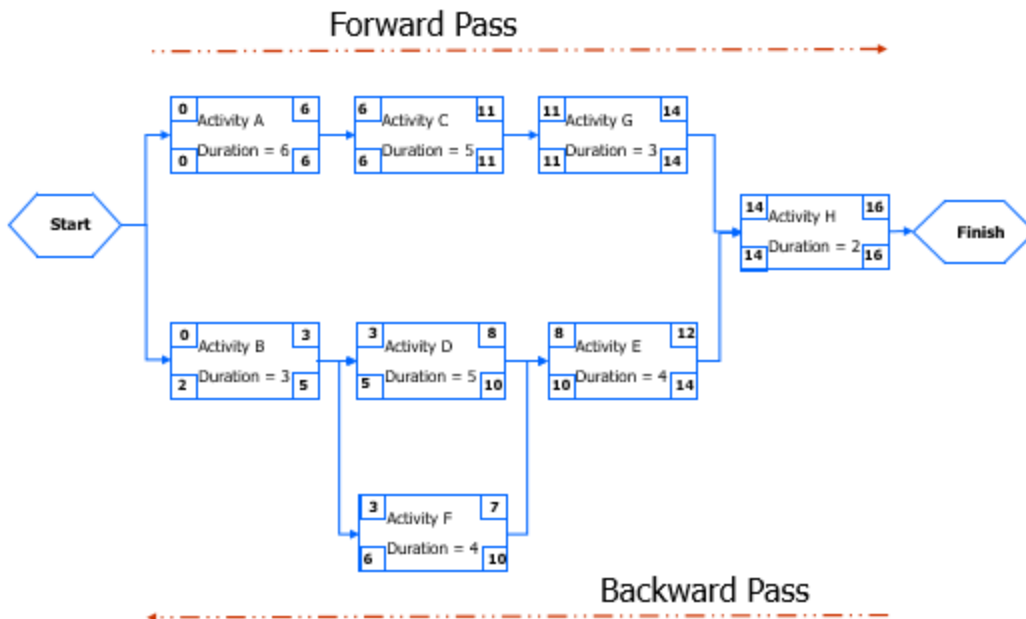 Forward Pass
0 6
Activity A
Duration = 6
0 6
6 11
Activity C
Duration = 5
6 11
11 14
Activity G
Duration = 3
11 14
Start
14 16
Activity H
Duration = 2
14 16
Finish
0 3
Activity B
Duration = 3
2 5
3 8
Activity D
Duration = 5
5 10
8 12
Activity E
Duration = 4
10 14
3 7
Activity F
Duration = 4
6 10
Backward Pass